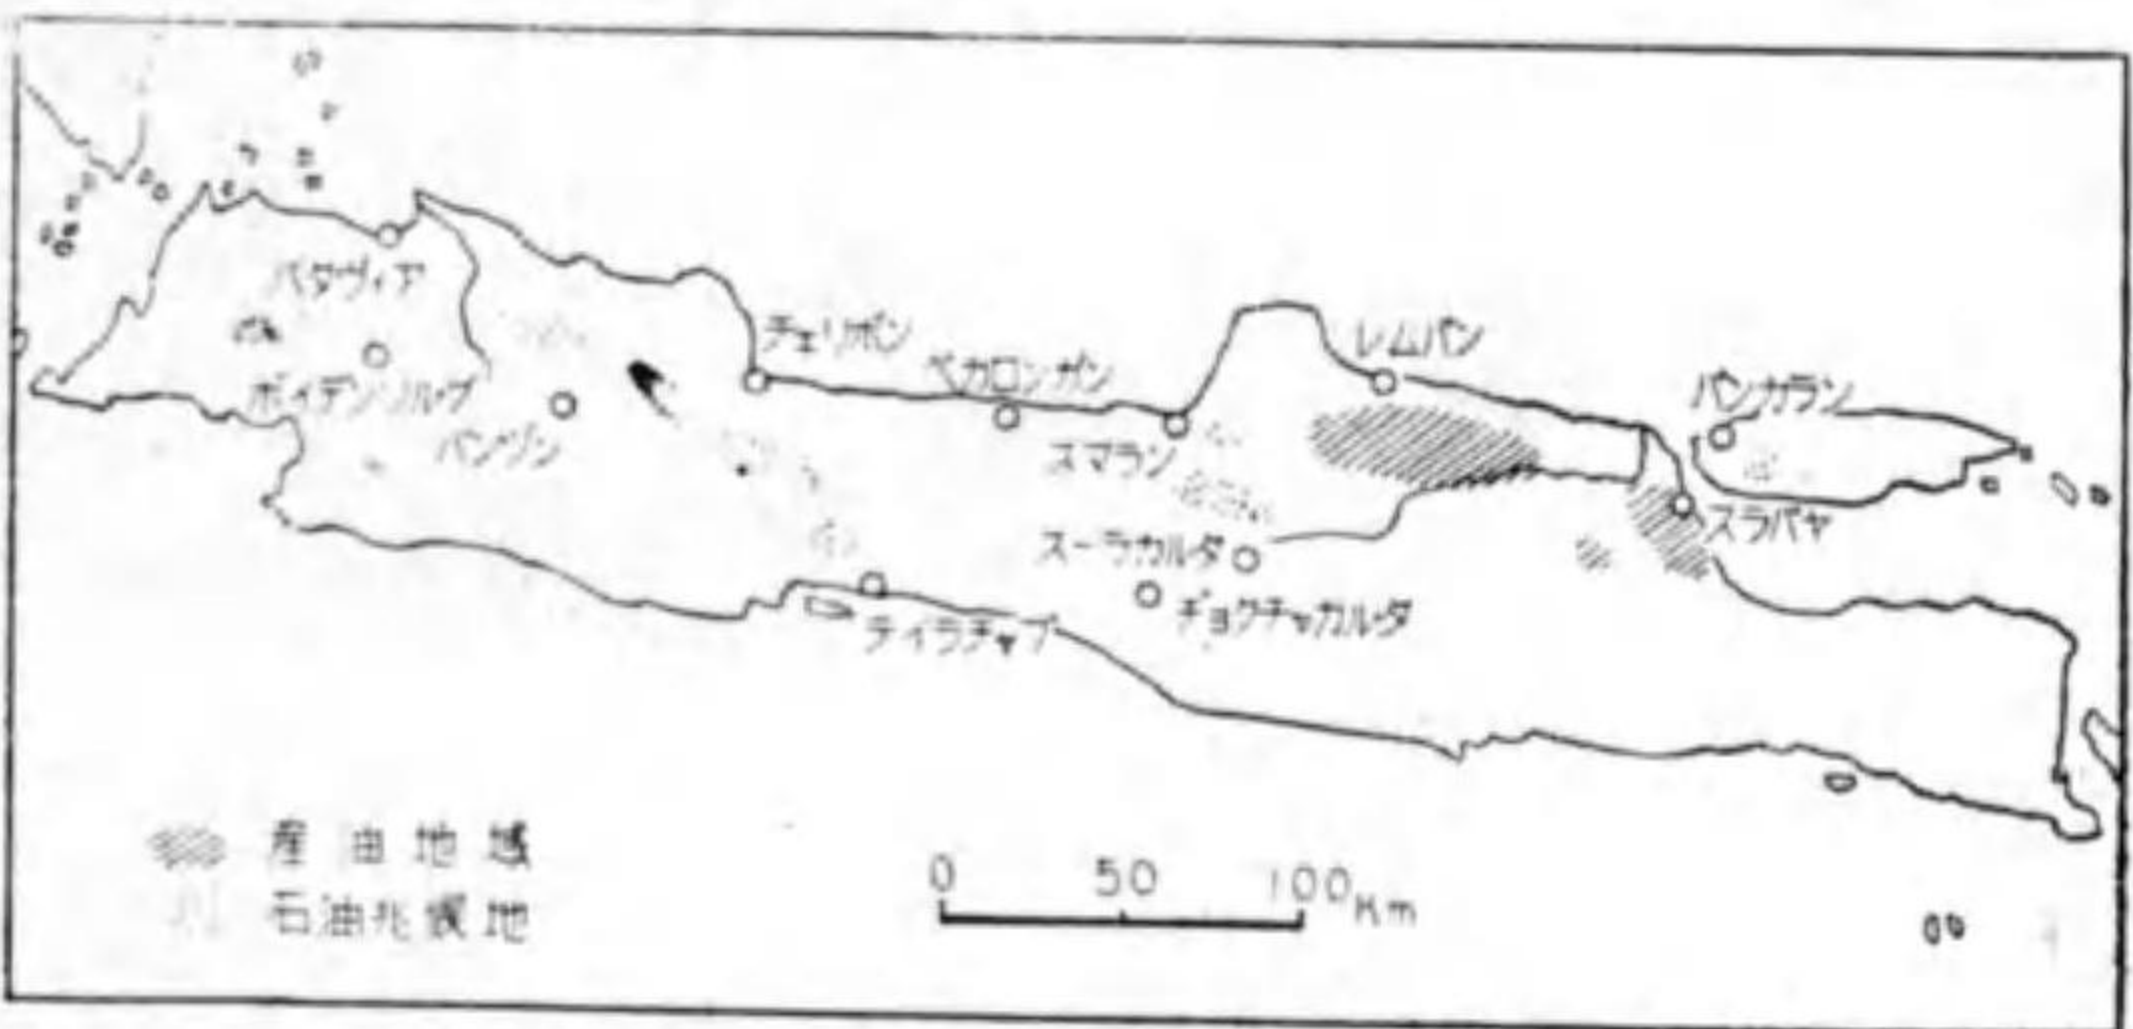 バタヴィア
チェリボン
レムバン
ペカロンガン
バンカラン
ボイデンゾルグ
バンヅン
スマラン
スラバヤ
スーラカルタ
ヂョクヂャカルタ
ティラチャプ
産油地域
石油兆候地
0 50 100Km